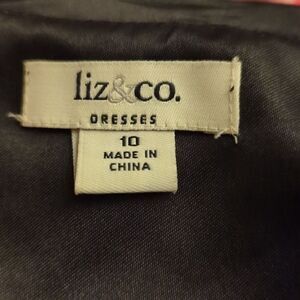 liz&co.
DRESSES
10
MADE IN
CHINA